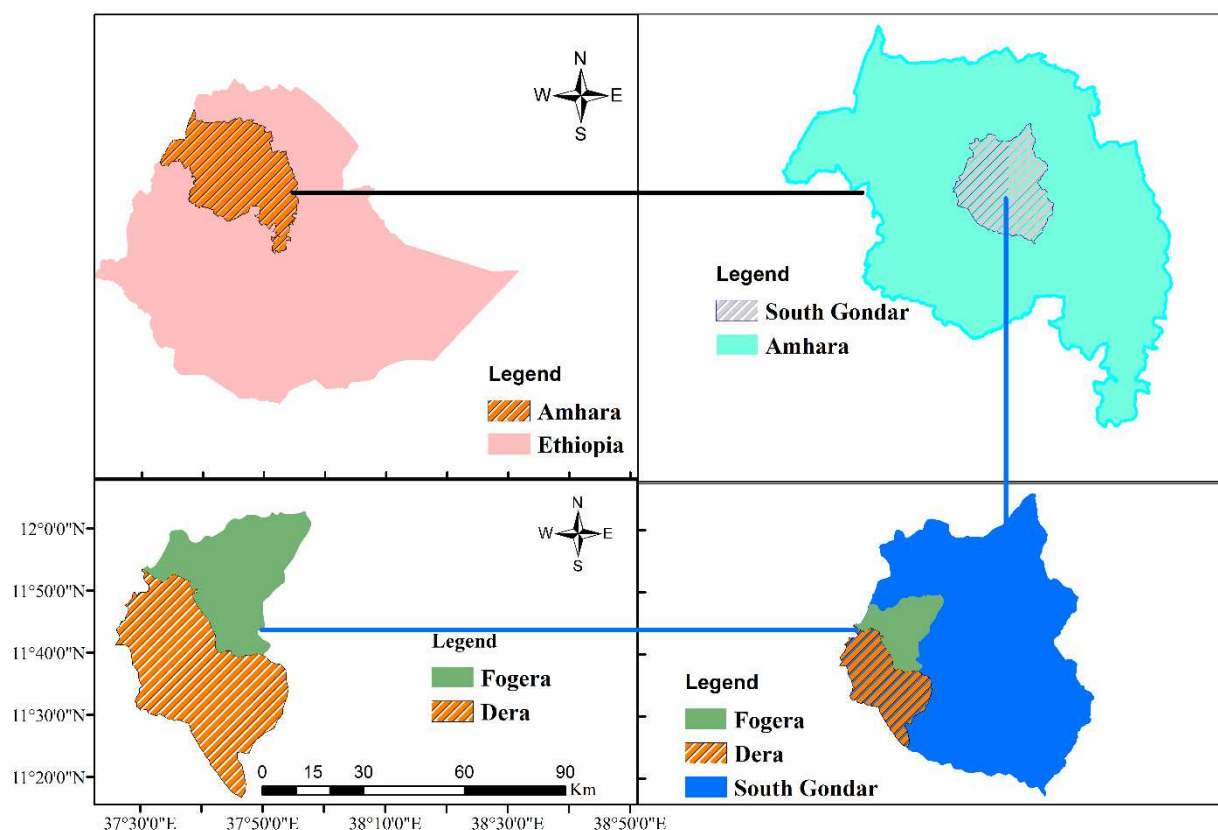 N
W E
S
Legend
Amhara
Ethiopia
Legend
South Gondar
Amhara
12°0'0"N
11°50'0"N
11°40'0"N
11°30'0"N
11°20'0"N
N
W E
S
Legend
Fogera
Dera
0 15 30 60 90
Km
37°30'0"E 37°50'0"E 38°10'0"E 38°30'0"E 38°50'0"E
Legend
Fogera
Dera
South Gondar